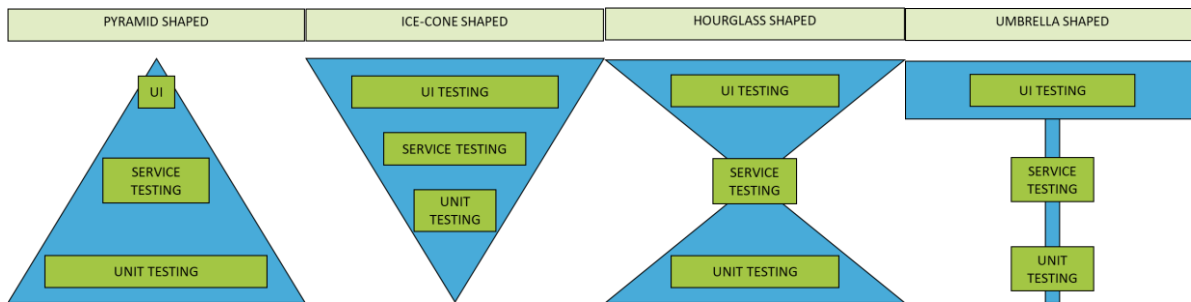 PYRAMID SHAPED
ICE-CONE SHAPED
HOURGLASS SHAPED
UMBRELLA SHAPED
UI
SERVICE
TESTING
UNIT TESTING
UI TESTING
SERVICE TESTING
UNIT
TESTING
UI TESTING
SERVICE
TESTING
UNIT TESTING
UI TESTING
SERVICE
TESTING
UNIT
TESTING